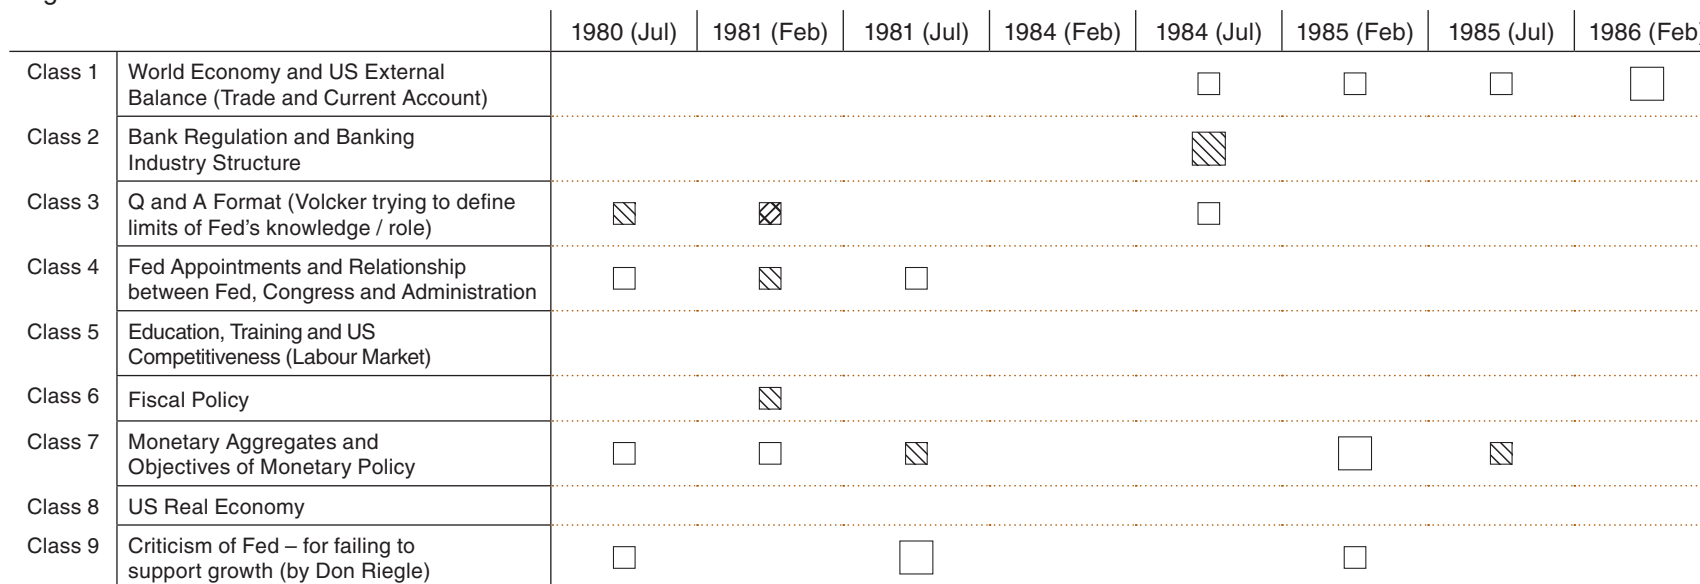 1980 (Jul) 1981 (Feb) 1981 (Jul) 1984 (Feb) 1984 (Jul) 1985 (Feb) 1985 (Jul) 1986 (Feb)
Class 1 World Economy and US External
Balance (Trade and Current Account)
Class 2 Bank Regulation and Banking
Industry Structure
Class 3 Q and A Format (Volcker trying to define
limits of Fed’s knowledge / role)
Class 4 Fed Appointments and Relationship
between Fed, Congress and Administration
Class 5 Education, Training and US
Competitiveness (Labour Market)
Class 6 Fiscal Policy
Class 7 Monetary Aggregates and
Objectives of Monetary Policy
Class 8 US Real Economy
Class 9 Criticism of Fed – for failing to
support growth (by Don Riegle)